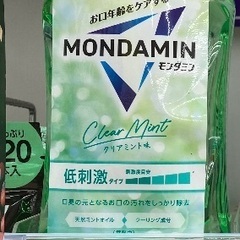 お口年齢をケアする
MONDAMIN
モンダミン
Clear Mint
クリアミント味
低刺激
タイプ
口臭の元となるお口の汚れをしっかり除去
天然ミントオイル
クーリング成分
20